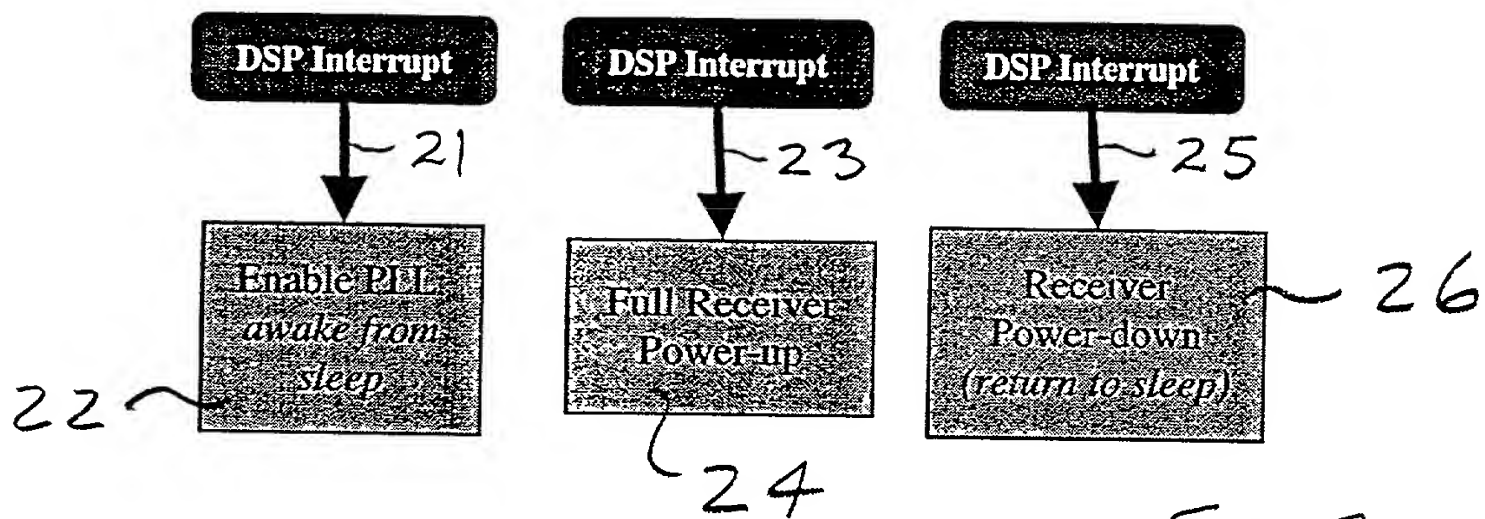 DSP Interrupt DSP Interrupt DSP Interrupt
21 23 25
Enable PLL
awake from
sleep
22
Full Receiver
Power-up
24
Receiver
Power-down
(return to sleep)
26